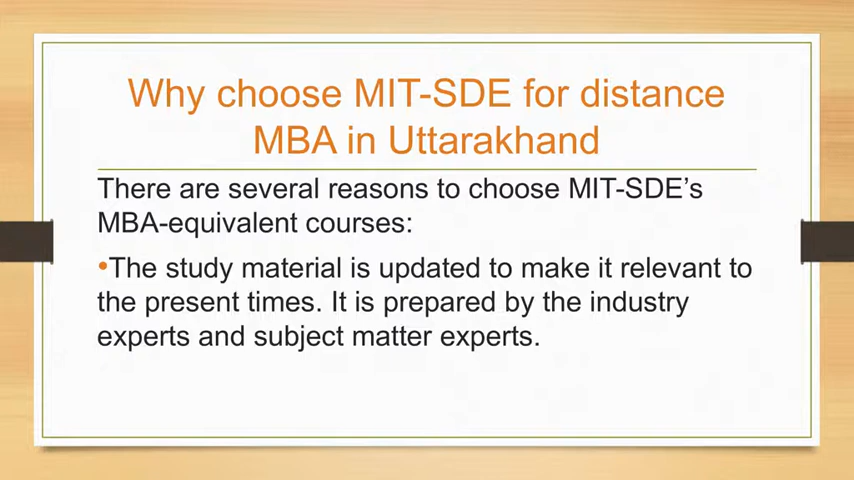 Why choose MIT-SDE for distance
MBA in Uttarakhand
There are several reasons to choose MIT-SDE’s
MBA-equivalent courses:
•The study material is updated to make it relevant to
the present times. It is prepared by the industry
experts and subject matter experts.